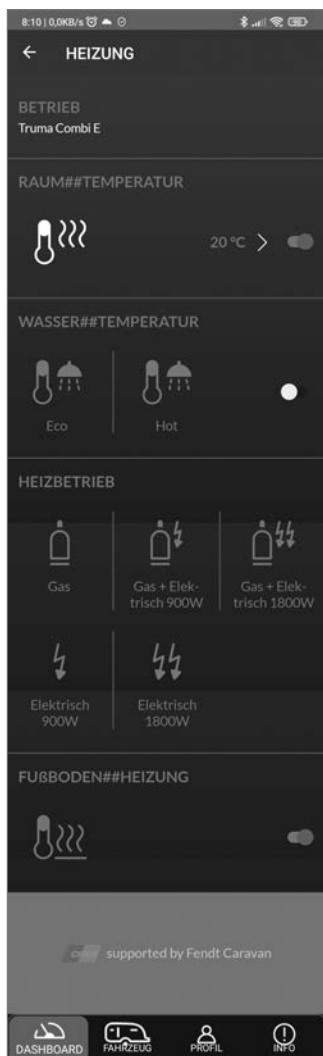 8:10 | 0,0KB/s
HEIZUNG
BETRIEB
Truma Combi E
RAUM##TEMPERATUR
20 °C
WASSER##TEMPERATUR
Eco Hot
HEIZBETRIEB
Gas
Gas + Elek-
trisch 900W
Gas + Elek-
trisch 1800W
Elektrisch
900W
Elektrisch
1800W
FUßBODEN##HEIZUNG
supported by Fendt Caravan
DASHBOARD FAHRZEUG PROFIL INFO